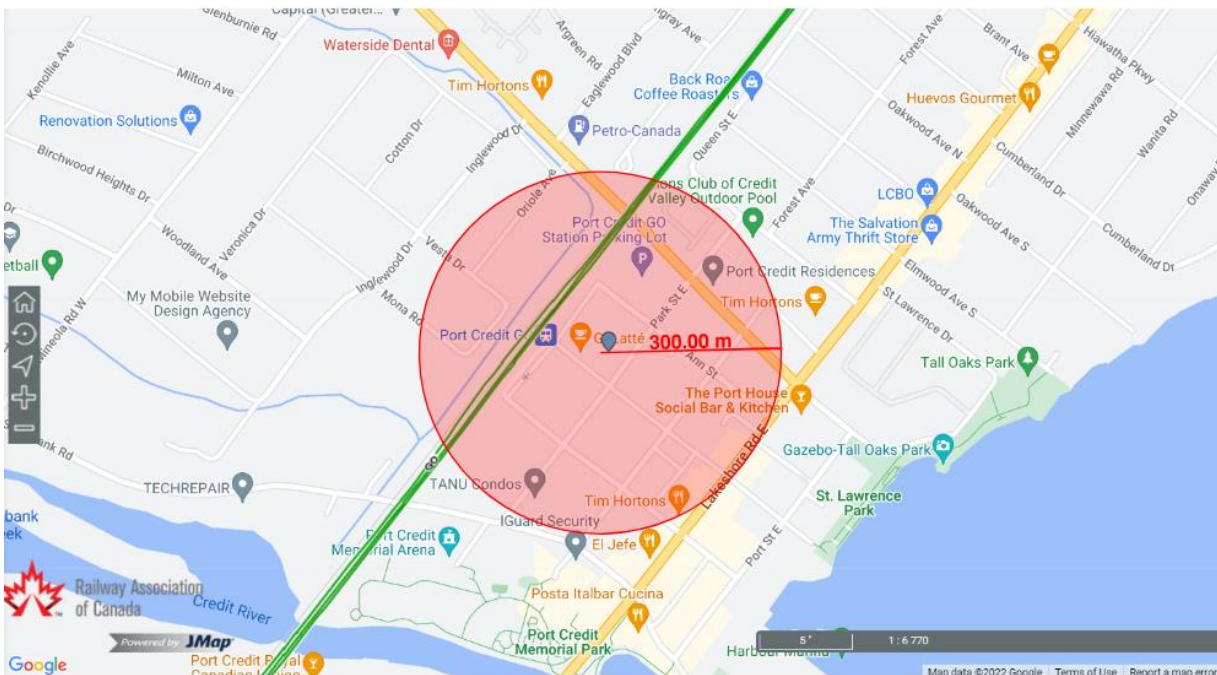 Glenburnie Rd
Capital (Greater...
Kenollie Ave
Milton Ave
Waterside Dental
Argreen Rd
Eaglewood Blvd
Forest Ave
Brant Ave
Hiawatha Pkwy
Tim Hortons
Back Road
Coffee Roasters
Huevos Gourmet
Minnewawa Rd
Wanita Rd
Renovation Solutions
Cotton Dr
Inglewood Dr
Petro-Canada
Queen St E
Oakwood Ave N
Cumberland Dr
Birchwood Heights Dr
Oriole Ave
ons Club of Credit
Valley Outdoor Pool
LCBO
Onaway
Dr
Veronica Dr
Port Credit GO
Station Parking Lot
P
Forest Ave
The Salvation
Army Thrift Store
Oakwood Ave S
Woodland Ave
Vesta Dr
Cumberland Dr
etball
Inglewood Dr
Port Credit Residences
My Mobile Website
Design Agency
Mona Rd
Park St E
Tim Hortons
Elmwood Ave S
St Lawrence Dr
mineola Rd W
Port Credit G
Latté
300.00 m
Ann St
Tall Oaks Park
The Port House
Social Bar & Kitchen
bank Rd
GO
Gazebo-Tall Oaks Park
TECHREPAIR
TANU Condos
Tim Hortons
Lakeshore Rd E
St. Lawrence
Park
bank
eek
IGuard Security
Port Credit
Memorial Arena
El Jefe
Port St E
Railway Association
of Canada
Credit River
Posta Italbar Cucina
Powered by JMap
5"
1 : 6 770
Port Credit
Memorial Park
Google
Port Credit Royal
Map data ©2022 Google
Terms of Use
Report a map error